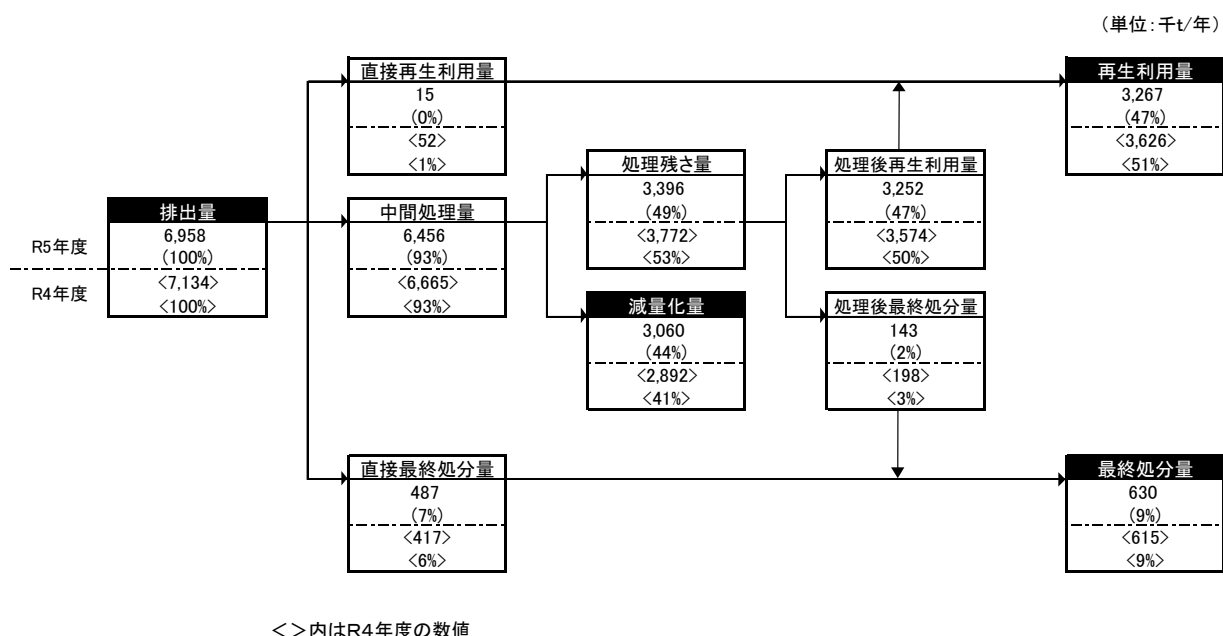 （単位：千t/年）
直接再生利用量
15
(0%)
<52>
<1%>
再生利用量
3,267
(47%)
<3,626>
<51%>
処理残さ量
3,396
(49%)
<3,772>
<53%>
処理後再生利用量
3,252
(47%)
<3,574>
<50%>
R5年度
R4年度
排出量
6,958
(100%)
<7,134>
<100%>
中間処理量
6,456
(93%)
<6,665>
<93%>
減量化量
3,060
(44%)
<2,892>
<41%>
処理後最終処分量
143
(2%)
<198>
<3%>
直接最終処分量
487
(7%)
<417>
<6%>
最終処分量
630
(9%)
<615>
<9%>
＜＞内はR4年度の数値